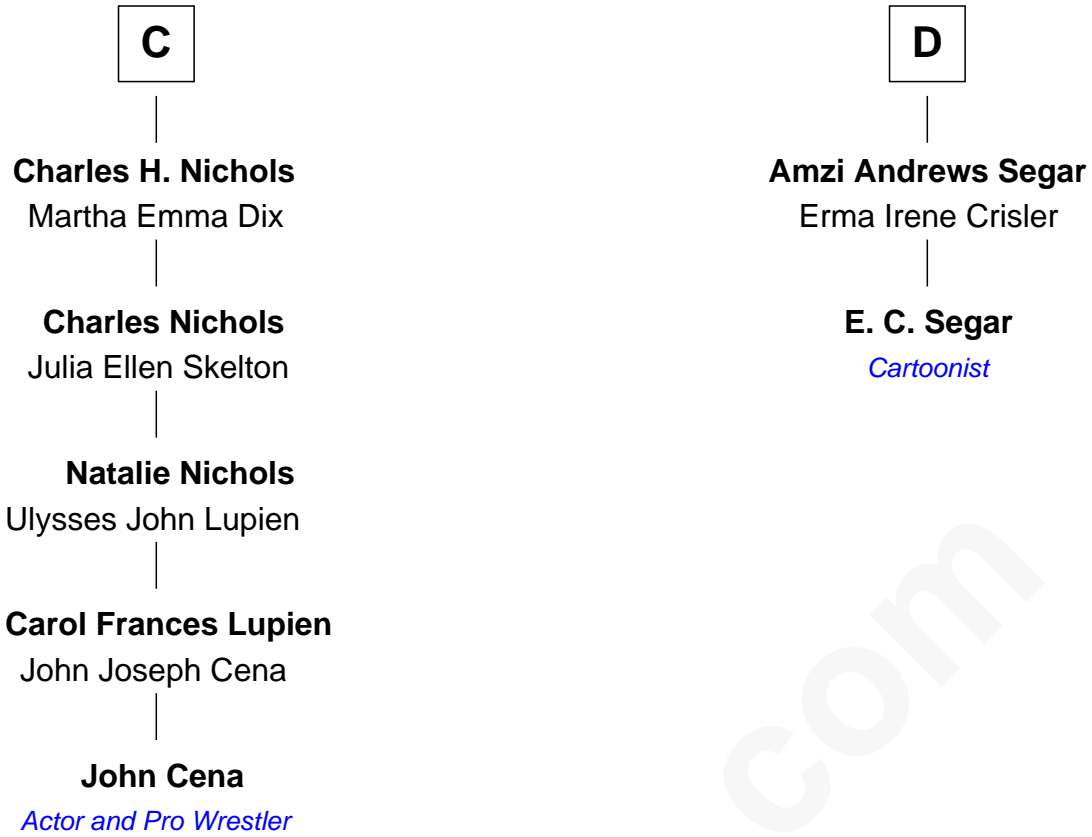 C
Charles H. Nichols
Martha Emma Dix
Charles Nichols
Julia Ellen Skelton
Natalie Nichols
Ulysses John Lupien
Carol Frances Lupien
John Joseph Cena
John Cena
Actor and Pro Wrestler
D
Amzi Andrews Segar
Erma Irene Crisler
E. C. Segar
Cartoonist
com